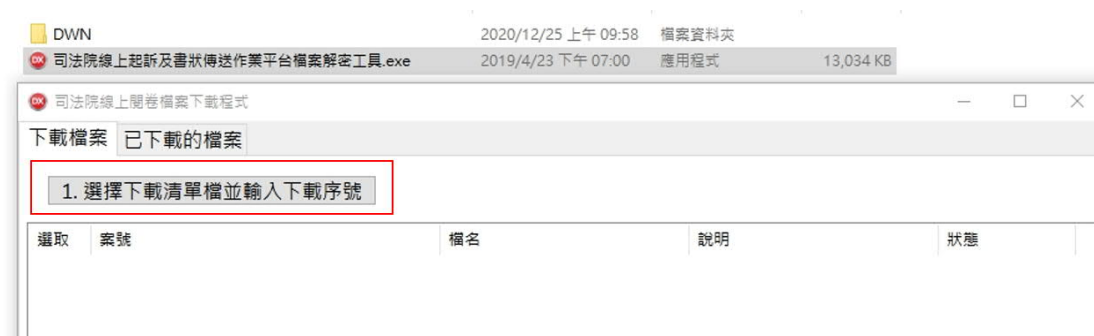 DWN 2020/12/25 上午 09:58 檔案資料夾
DX 司法院線上起訴及書狀傳送作業平台檔案解密工具.exe 2019/4/23 下午 07:00 應用程式 13,034 KB
DX 司法院線上閱卷檔案下載程式
下載檔案 已下載的檔案
1. 選擇下載清單檔並輸入下載序號
選取 案號 檔名 說明 狀態